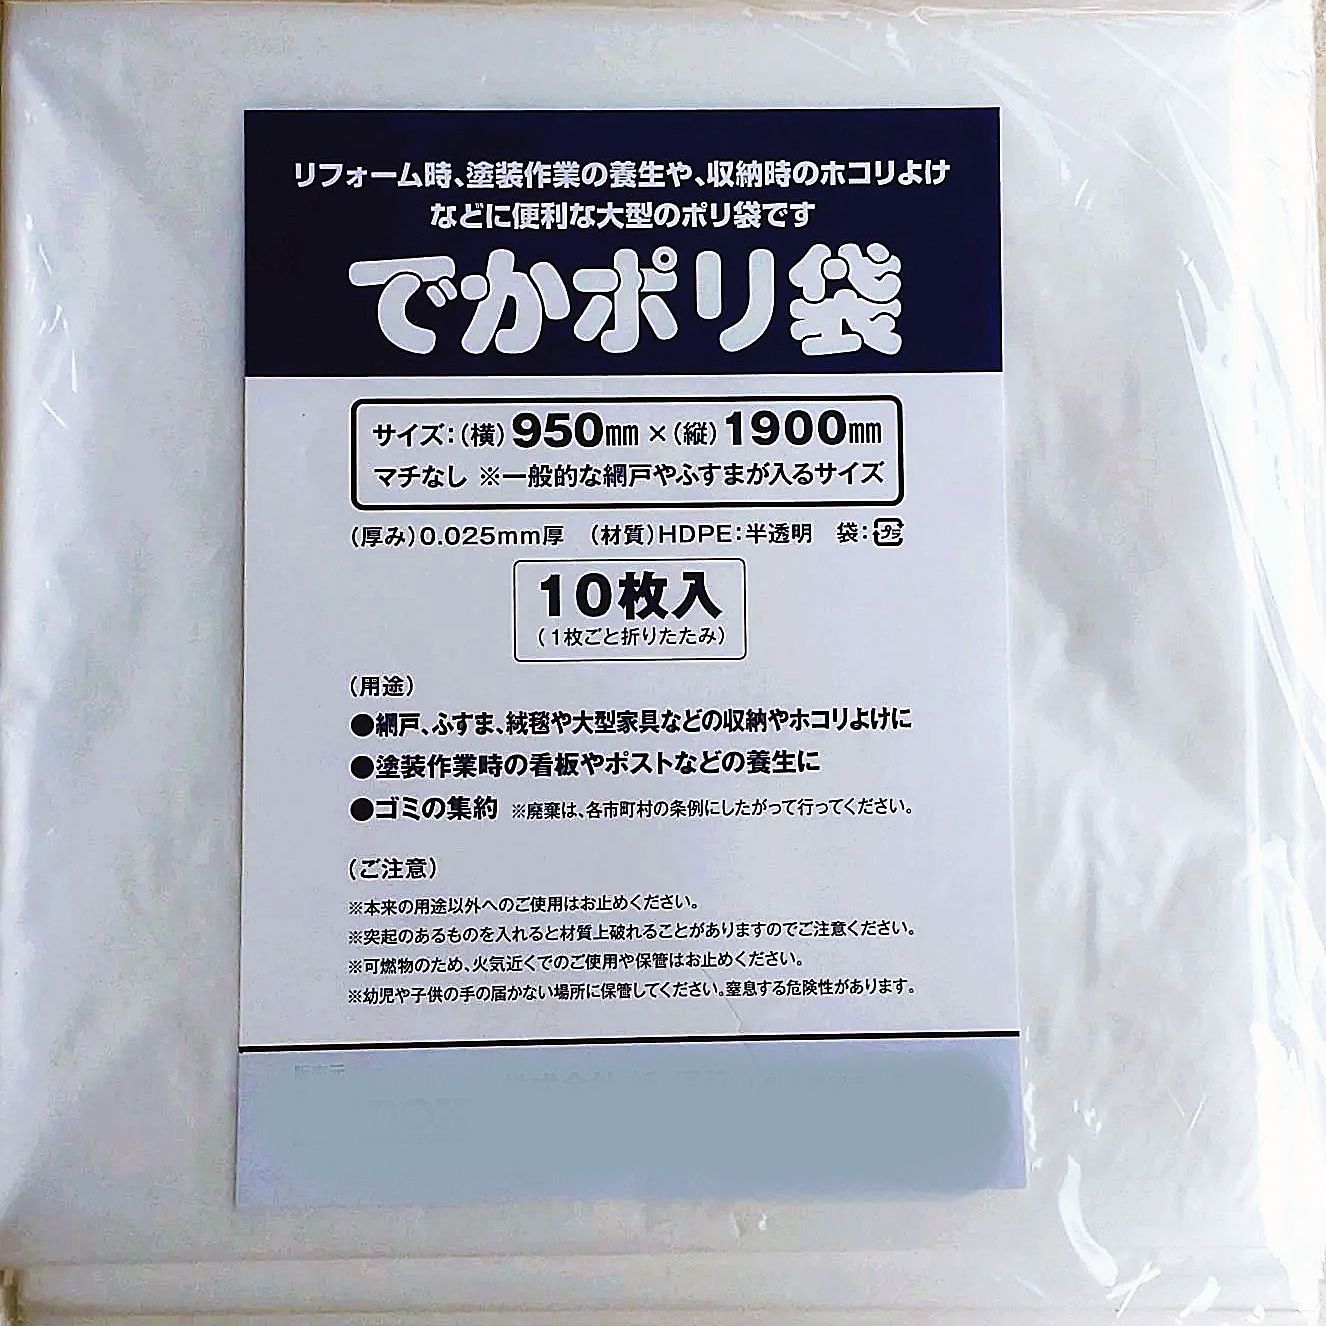 リフォーム時、塗装作業の養生や、収納時のホコリよけ
などに便利な大型のポリ袋です
でかポリ袋
サイズ：（横）950㎜×（縦）1900㎜
マチなし ※一般的な網戸やふすまが入るサイズ
（厚み）0.025mm厚 （材質）HDPE：半透明 袋：プラ
10枚入
（1枚ごと折りたたみ）
（用途）
●網戸、ふすま、絨毯や大型家具などの収納やホコリよけに
●塗装作業時の看板やポストなどの養生に
●ゴミの集約 ※廃棄は、各市町村の条例にしたがって行ってください。
（ご注意）
※本来の用途以外へのご使用はお止めください。
※突起のあるものを入れると材質上破れることがありますのでご注意ください。
※可燃物のため、火気近くでのご使用や保管はお止めください。
※幼児や子供の手の届かない場所に保管してください。窒息する危険性があります。
販売元